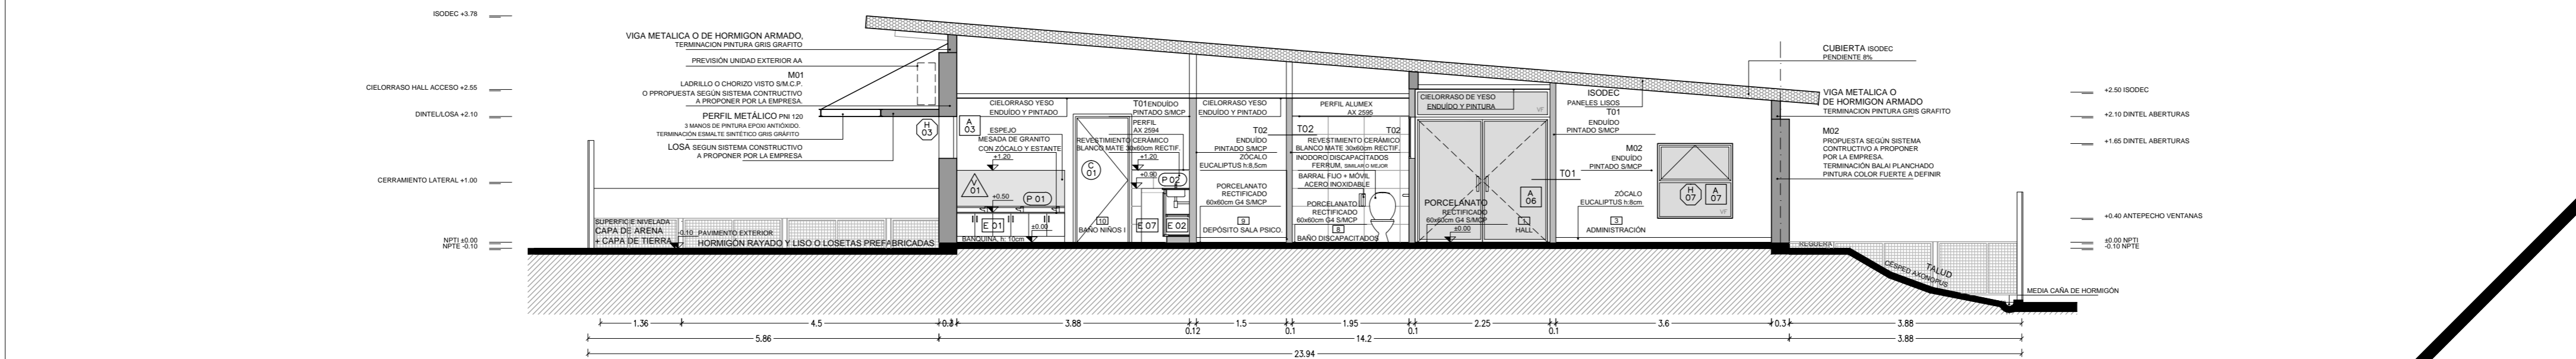 ISODEC +3.78
CIELORRASO HALL ACCESO +2.55
DINTEL/LOSA +2.10
CERRAMIENTO LATERAL +1.00
NPTI ±0.00
NPTE -0.10
VIGA METALICA O DE HORMIGON ARMADO,
TERMINACION PINTURA GRIS GRAFITO
PREVISIÓN UNIDAD EXTERIOR AA
M01
LADRILLO O CHORIZO VISTO S/M.C.P.
O PPROPUESTA SEGÚN SISTEMA CONTRUCTIVO
A PROPONER POR LA EMPRESA.
PERFIL METÁLICO PNI 120
3 MANOS DE PINTURA EPOXI ANTIÓXIDO.
TERMINACIÓN ESMALTE SINTÉTICO GRIS GRÁFITO
LOSA SEGUN SISTEMA CONSTRUCTIVO
A PROPONER POR LA EMPRESA
H
03
SUPERFICIE NIVELADA
CAPA DE ARENA
+ CAPA DE TIERRA
-0.10
PAVIMENTO EXTERIOR
HORMIGÓN RAYADO Y LISO O LOSETAS PREFABRICADAS
A
03
CIELORRASO YESO
ENDUÍDO Y PINTADO
ESPEJO
MESADA DE GRANITO
CON ZÓCALO Y ESTANTE
+1.20
V
01
+0.50
P 01
E 01
±0.00
BANQUINA, h: 10cm
T01 ENDUÍDO
PINTADO S/MCP
PERFIL
AX 2594
REVESTIMIENTO CERÁMICO
BLANCO MATE 30x60cm RECTIF.
C
01
+1.20
+0.90
P 02
10
BAÑO NIÑOS I
E 07
E 02
CIELORRASO YESO
ENDUÍDO Y PINTADO
T02
ENDUÍDO
PINTADO S/MCP
ZÓCALO
EUCALIPTUS h:8,5cm
PORCELANATO
RECTIFICADO
60x60cm G4 S/MCP
9
DEPÓSITO SALA PSICO.
PERFIL ALUMEX
AX 2595
T02
T02
REVESTIMIENTO CERÁMICO
BLANCO MATE 30x60cm RECTIF.
INODORO DISCAPACITADOS
FERRUM, SIMILAR O MEJOR
BARRAL FIJO + MÓVIL
ACERO INOXIDABLE
PORCELANATO
RECTIFICADO
60x60cm G4 S/MCP
8
BAÑO DISCAPACITADOS
CIELORRASO DE YESO
ENDUÍDO Y PINTURA
VF
PORCELANATO
RECTIFICADO
60x60cm G4 S/MCP
±0.00
A
06
1
HALL
ISODEC
PANELES LISOS
T01
ENDUÍDO
PINTADO S/MCP
M02
ENDUÍDO
PINTADO S/MCP
T01
ZÓCALO
EUCALIPTUS h:8cm
3
ADMINISTRACIÓN
H
07
A
07
VF
CUBIERTA ISODEC
PENDIENTE 8%
VIGA METALICA O
DE HORMIGON ARMADO
TERMINACIÓN PINTURA GRIS GRAFITO
M02
PROPUESTA SEGÚN SISTEMA
CONTRUCTIVO A PROPONER
POR LA EMPRESA.
TERMINACIÓN BALAI PLANCHADO
PINTURA COLOR FUERTE A DEFINIR
REGUERA
TALUD
CÉSPED AXONOPUS
MEDIA CAÑA DE HORMIGÓN
+2.50 ISODEC
+2.10 DINTEL ABERTURAS
+1.65 DINTEL ABERTURAS
+0.40 ANTEPECHO VENTANAS
±0.00 NPTI
-0.10 NPTE
1.36
4.5
0.3
3.88
0.12
1.5
0.1
1.95
0.1
2.25
0.1
3.6
0.3
3.88
5.86
14.2
3.88
23.94